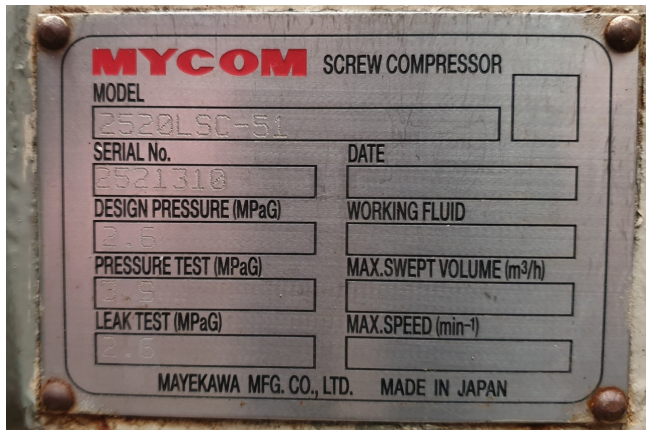 MYCOM SCREW COMPRESSOR
MODEL
2520LSC-51
SERIAL No. DATE
2521310
DESIGN PRESSURE (MPaG) WORKING FLUID
2.6
PRESSURE TEST (MPaG) MAX.SWEPT VOLUME (m³/h)
LEAK TEST (MPaG) MAX.SPEED (min⁻¹)
2.6
MAYEKAWA MFG. CO., LTD. MADE IN JAPAN